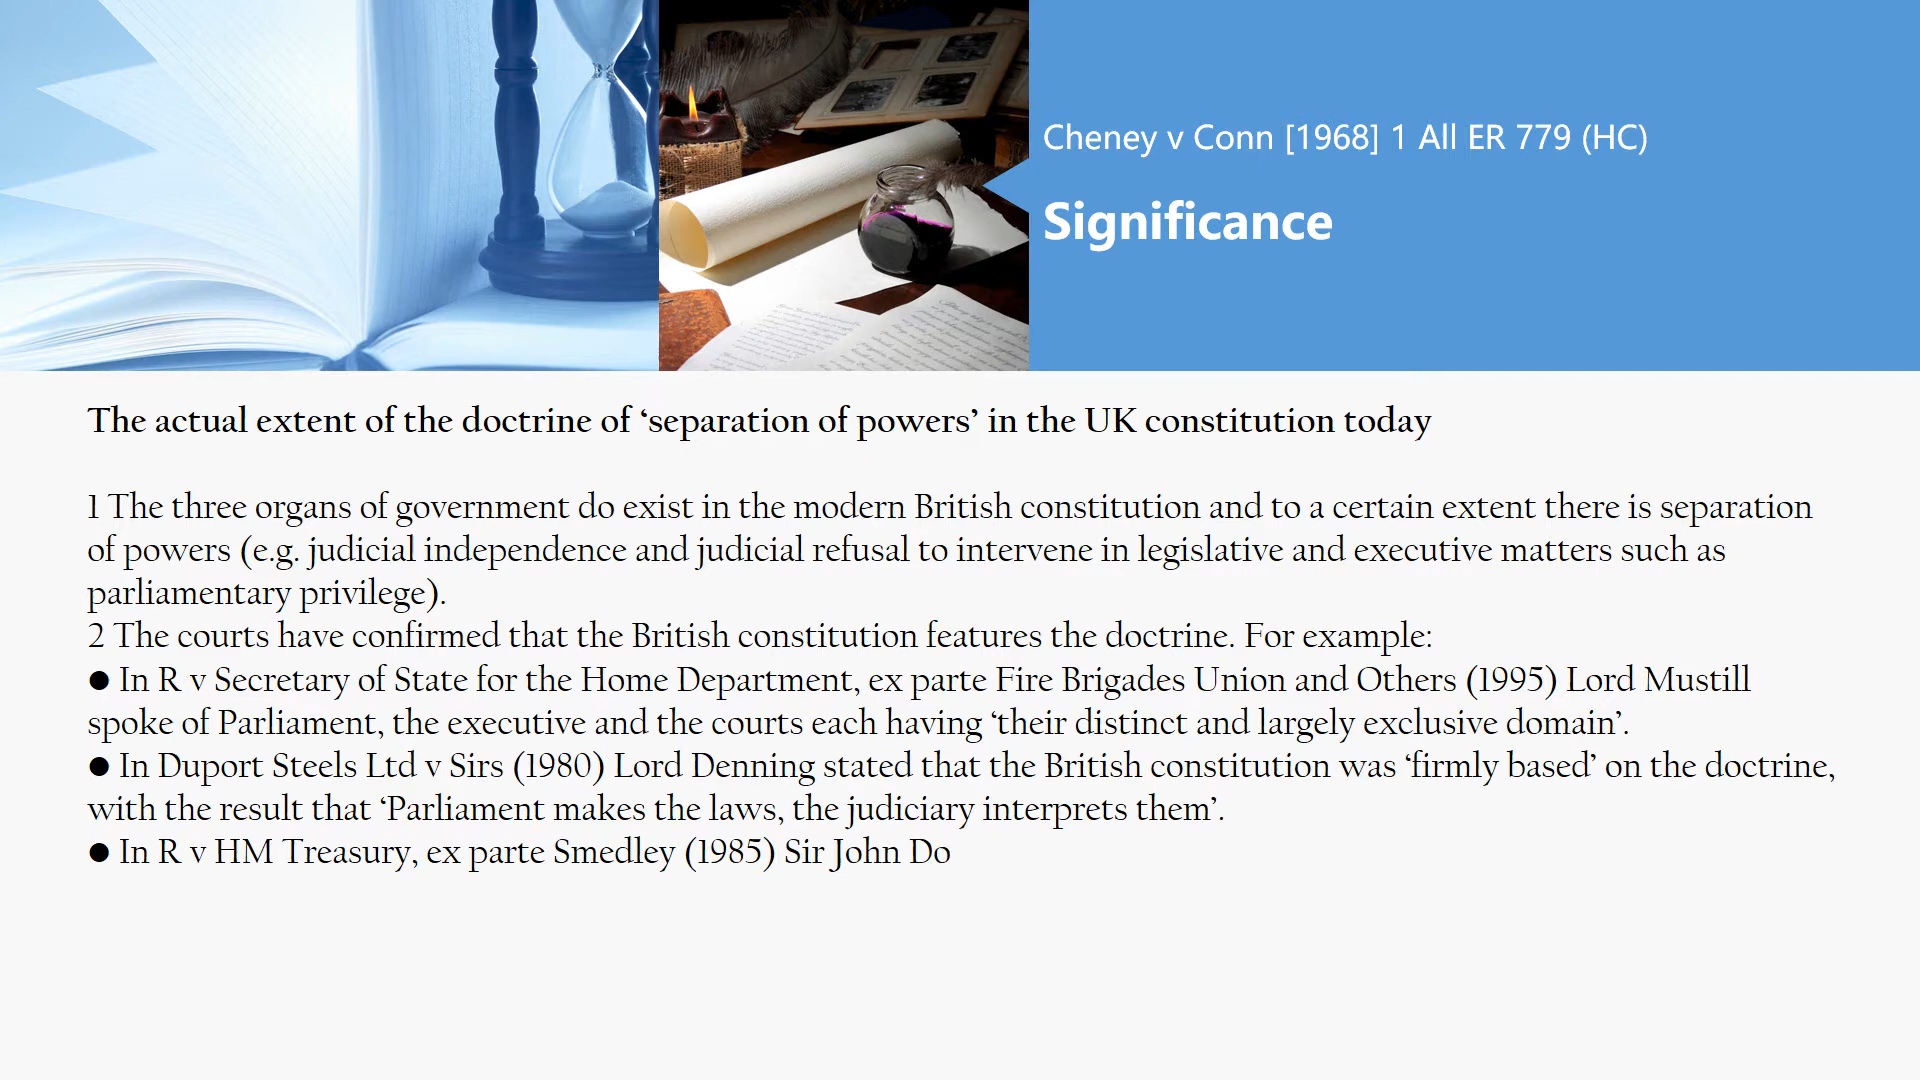 Cheney v Conn [1968] 1 All ER 779 (HC)
Significance
The actual extent of the doctrine of ‘separation of powers’ in the UK constitution today
1 The three organs of government do exist in the modern British constitution and to a certain extent there is separation
of powers (e.g. judicial independence and judicial refusal to intervene in legislative and executive matters such as
parliamentary privilege).
2 The courts have confirmed that the British constitution features the doctrine. For example:
● In R v Secretary of State for the Home Department, ex parte Fire Brigades Union and Others (1995) Lord Mustill
spoke of Parliament, the executive and the courts each having ‘their distinct and largely exclusive domain’.
● In Duport Steels Ltd v Sirs (1980) Lord Denning stated that the British constitution was ‘firmly based’ on the doctrine,
with the result that ‘Parliament makes the laws, the judiciary interprets them’.
● In R v HM Treasury, ex parte Smedley (1985) Sir John Do